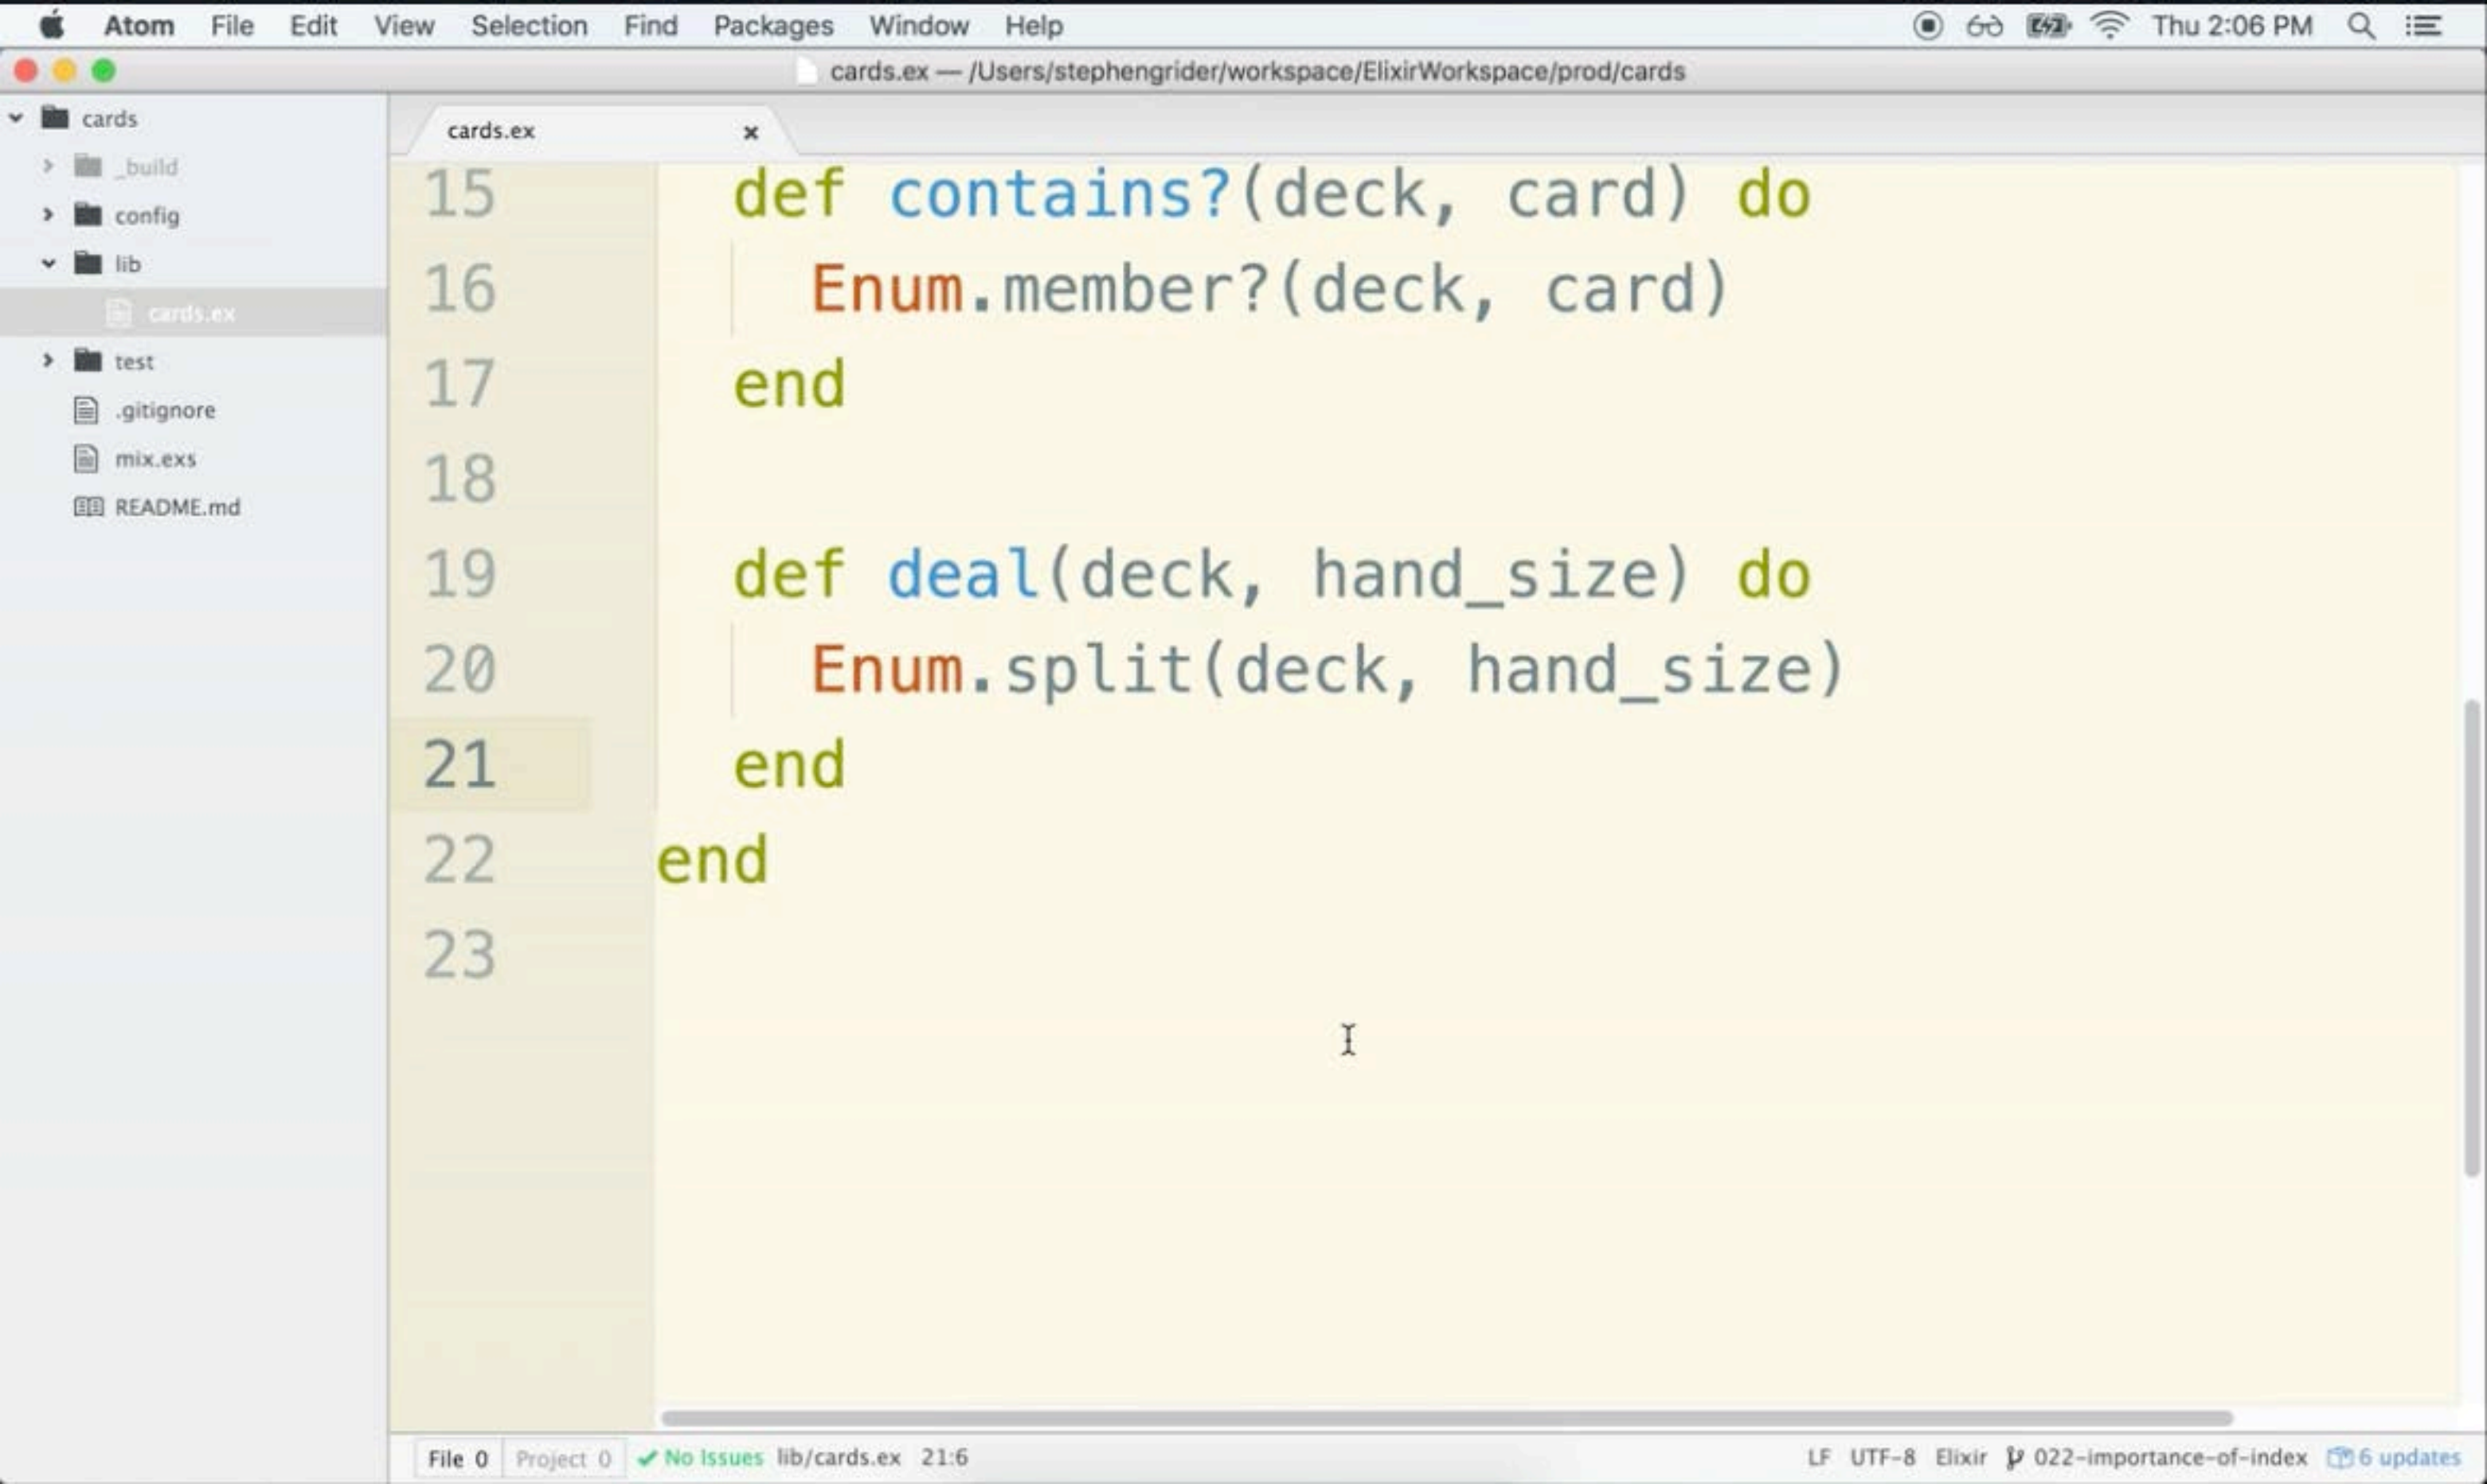 Atom File Edit View Selection Find Packages Window Help Thu 2:06 PM
cards.ex — /Users/stephengrider/workspace/ElixirWorkspace/prod/cards
cards
_build
config
lib
cards.ex
test
.gitignore
mix.exs
README.md
cards.ex
15 def contains?(deck, card) do
16 Enum.member?(deck, card)
17 end
18
19 def deal(deck, hand_size) do
20 Enum.split(deck, hand_size)
21 end
22 end
23
File 0 Project 0 No Issues lib/cards.ex 21:6 LF UTF-8 Elixir 022-importance-of-index 6 updates